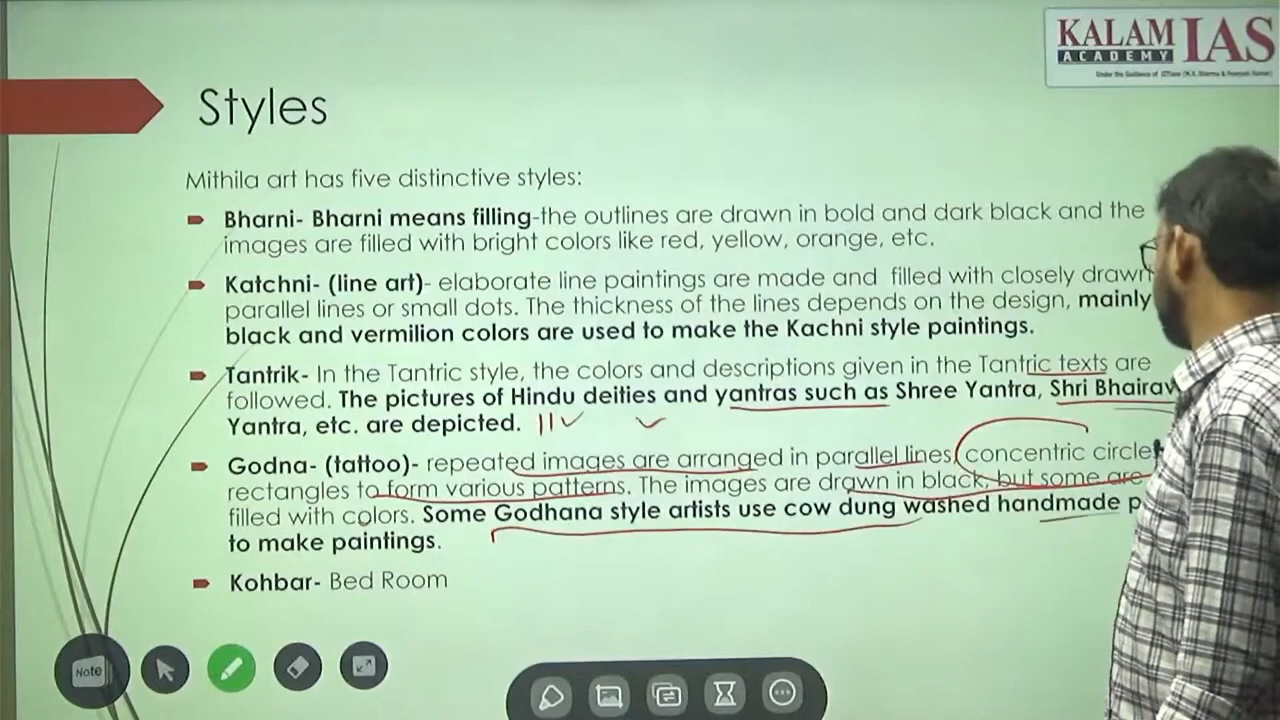 KALAM IAS
ACADEMY
Styles
Mithila art has five distinctive styles:
Bharni- Bharni means filling-the outlines are drawn in bold and dark black and the
images are filled with bright colors like red, yellow, orange, etc.
Katchni- (line art)- elaborate line paintings are made and filled with closely drawn
parallel lines or small dots. The thickness of the lines depends on the design, mainly
black and vermilion colors are used to make the Kachni style paintings.
Tantrik- In the Tantric style, the colors and descriptions given in the Tantric texts are
followed. The pictures of Hindu deities and yantras such as Shree Yantra, Shri Bhairav
Yantra, etc. are depicted.
Godna- (tattoo)- repeated images are arranged in parallel lines, concentric circle
rectangles to form various patterns. The images are drawn in black, but some are
filled with colors. Some Godhana style artists use cow dung washed handmade p
to make paintings.
Kohbar- Bed Room
Note